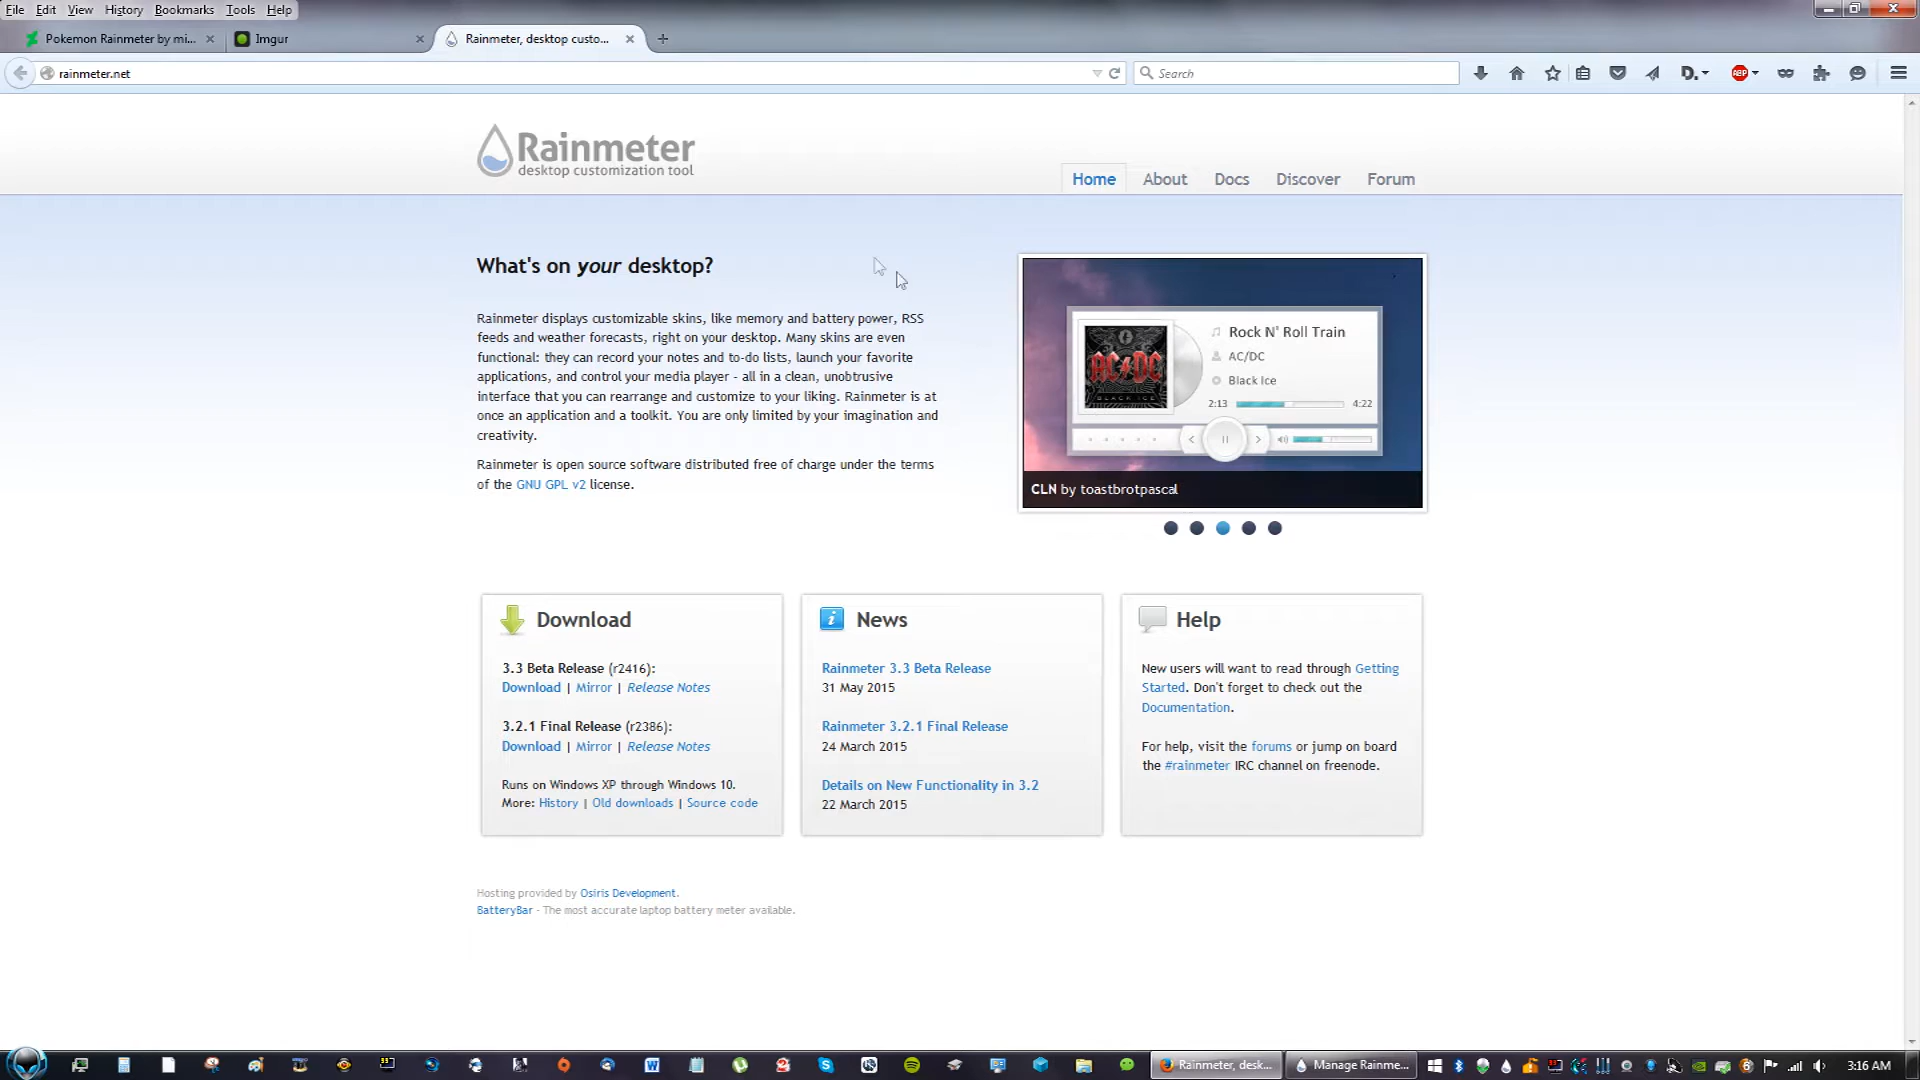 File Edit View History Bookmarks Tools Help
Pokemon Rainmeter by mi...
Imgur
Rainmeter, desktop custo...
rainmeter.net
Search
D.
ABP
Rainmeter
desktop customization tool
Home About Docs Discover Forum
What's on your desktop?
Rainmeter displays customizable skins, like memory and battery power, RSS
feeds and weather forecasts, right on your desktop. Many skins are even
functional: they can record your notes and to-do lists, launch your favorite
applications, and control your media player - all in a clean, unobtrusive
interface that you can rearrange and customize to your liking. Rainmeter is at
once an application and a toolkit. You are only limited by your imagination and
creativity.
Rainmeter is open source software distributed free of charge under the terms
of the GNU GPL v2 license.
AC/DC
BLACK ICE
Rock N' Roll Train
AC/DC
Black Ice
2:13 4:22
CLN by toastbrotpascal
Download
3.3 Beta Release (r2416):
Download | Mirror | Release Notes
3.2.1 Final Release (r2386):
Download | Mirror | Release Notes
Runs on Windows XP through Windows 10.
More: History | Old downloads | Source code
News
Rainmeter 3.3 Beta Release
31 May 2015
Rainmeter 3.2.1 Final Release
24 March 2015
Details on New Functionality in 3.2
22 March 2015
Help
New users will want to read through Getting
Started. Don't forget to check out the
Documentation.
For help, visit the forums or jump on board
the #rainmeter IRC channel on freenode.
Hosting provided by Osiris Development.
BatteryBar - The most accurate laptop battery meter available.
Rainmeter, desk...
Manage Rainme...
3:16 AM